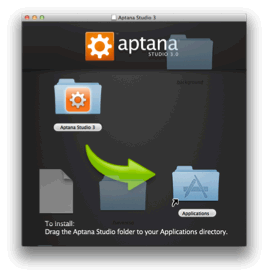 Aptana Studio 3
aptana
STUDIO 3.0
Aptana Studio 3
Applications
To Install:
Drag the Aptana Studio folder to your Applications directory.